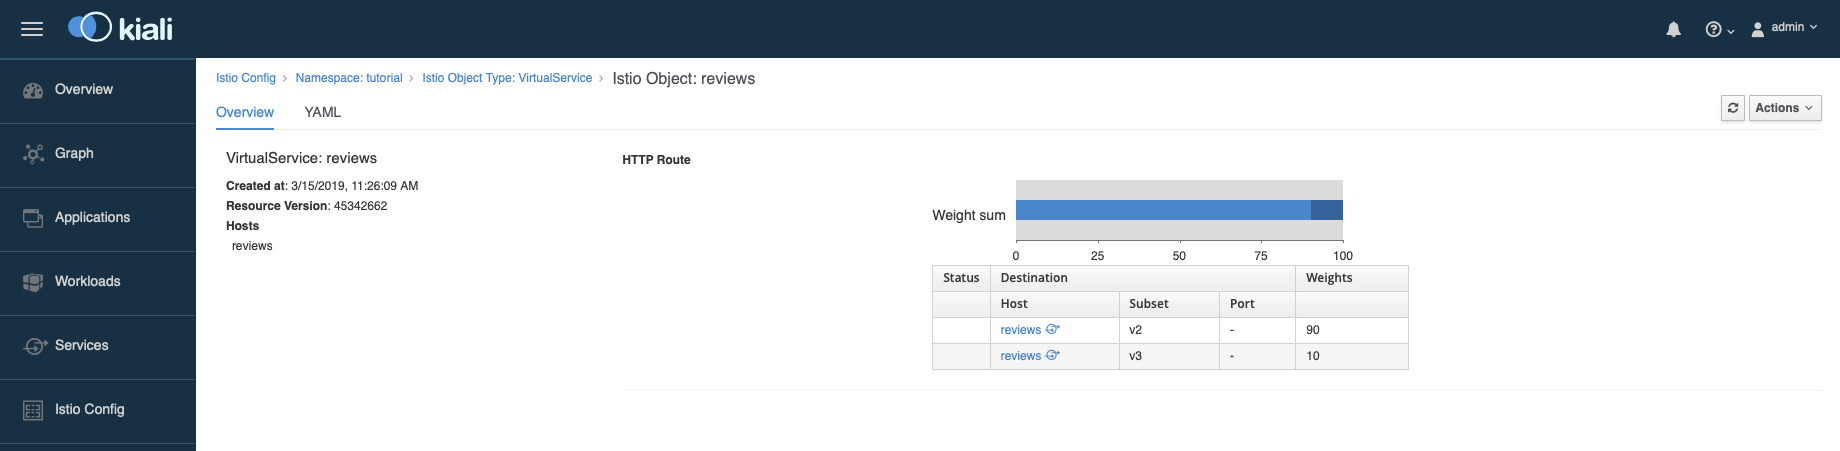 kiali
admin
Overview
Graph
Applications
Workloads
Services
Istio Config
Istio Config > Namespace: tutorial > Istio Object Type: VirtualService > Istio Object: reviews
Overview YAML
Actions
VirtualService: reviews
Created at: 3/15/2019, 11:26:09 AM
Resource Version: 45342662
Hosts
reviews
HTTP Route
Weight sum
0 25 50 75 100
Status Destination Weights
Host Subset Port
reviews v2 - 90
reviews v3 - 10